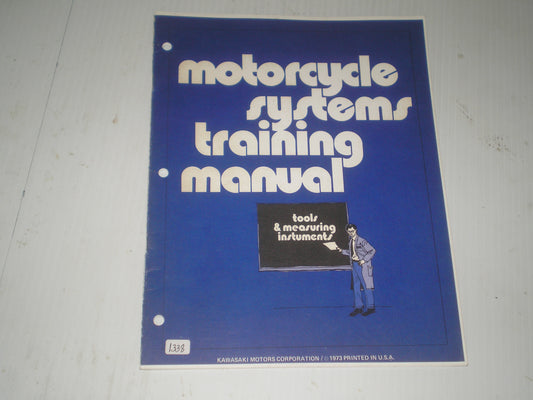 motorcycle
systems
training
manual
tools
& measuring
instuments
1338
KAWASAKI MOTORS CORPORATION / © 1973 PRINTED IN U.S.A.